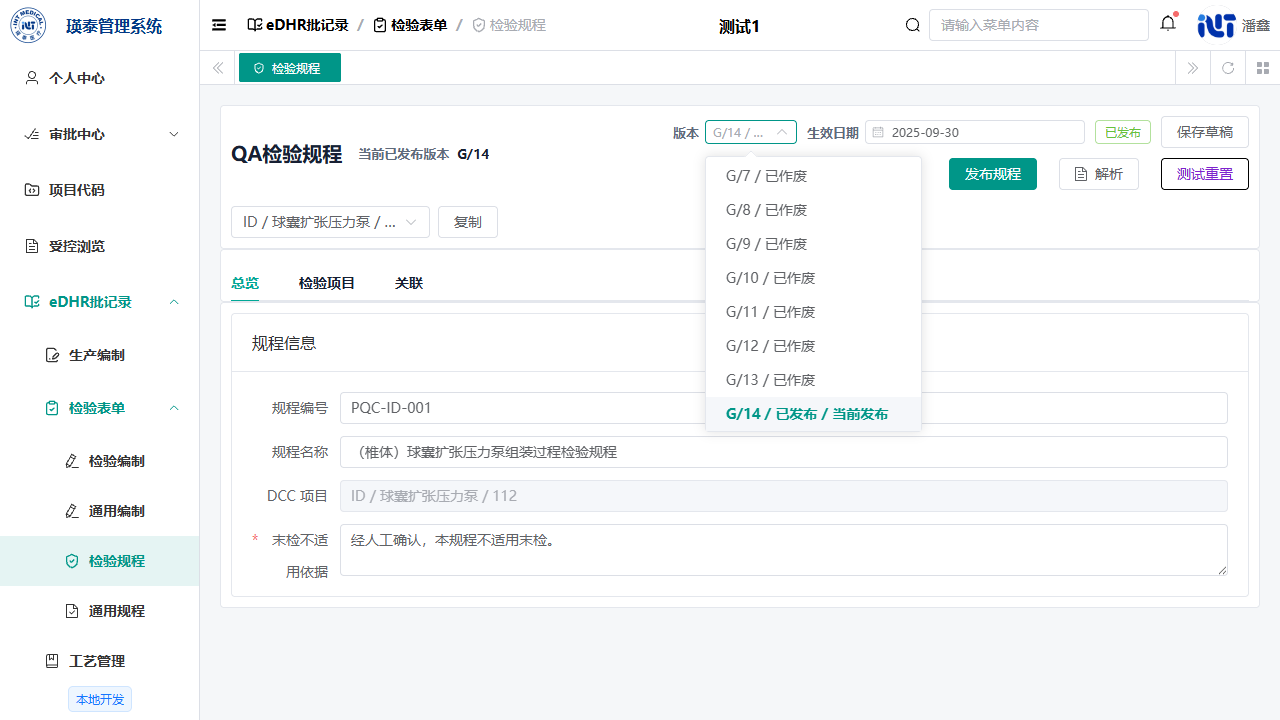 瑛泰管理系统
eDHR批记录 / 检验表单 / 检验规程
测试1
请输入菜单内容
潘鑫
个人中心
审批中心
项目代码
受控浏览
eDHR批记录
生产编制
检验表单
检验编制
通用编制
检验规程
通用规程
工艺管理
本地开发
检验规程
QA检验规程
当前已发布版本 G/14
版本
G/14 / ...
生效日期
2025-09-30
已发布
保存草稿
发布规程
解析
测试重置
ID / 球囊扩张压力泵 / ...
复制
G/7 / 已作废
G/8 / 已作废
G/9 / 已作废
G/10 / 已作废
G/11 / 已作废
G/12 / 已作废
G/13 / 已作废
G/14 / 已发布 / 当前发布
总览
检验项目
关联
规程信息
规程编号
PQC-ID-001
规程名称
（椎体）球囊扩张压力泵组装过程检验规程
DCC 项目
ID / 球囊扩张压力泵 / 112
* 末检不适
用依据
经人工确认，本规程不适用末检。